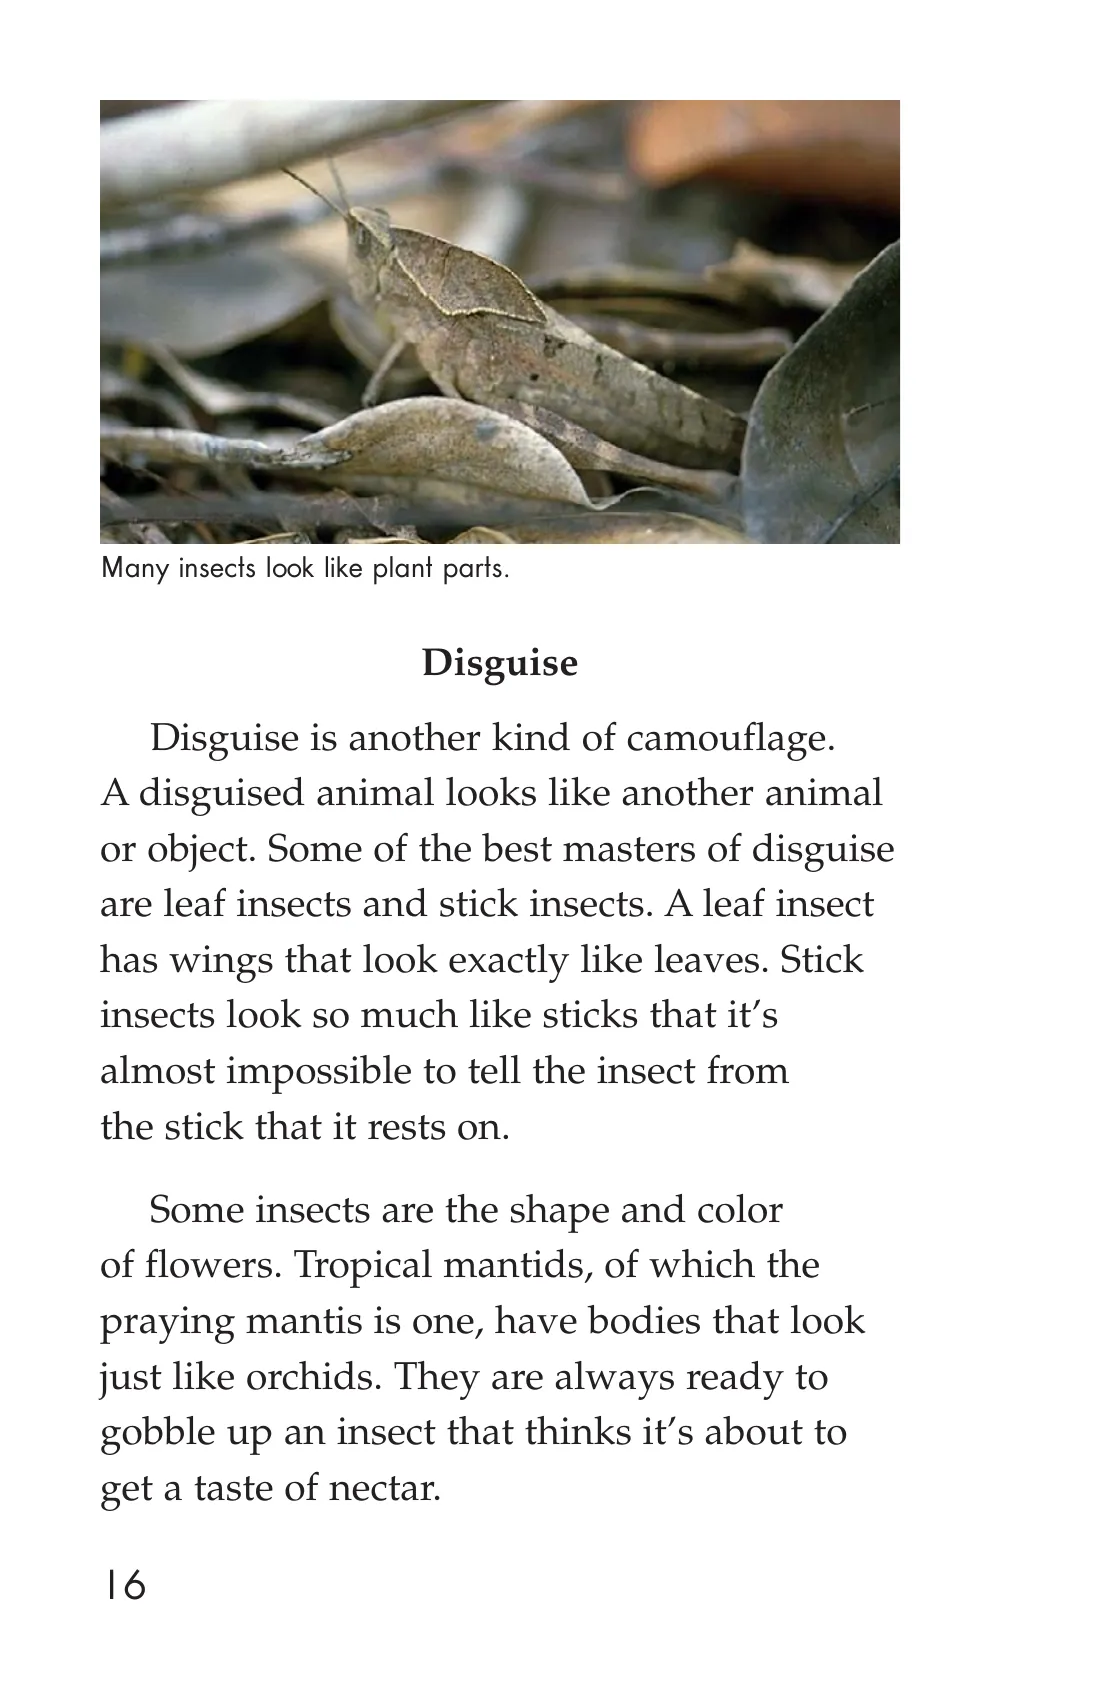 Many insects look like plant parts.
Disguise
Disguise is another kind of camouflage.
A disguised animal looks like another animal
or object. Some of the best masters of disguise
are leaf insects and stick insects. A leaf insect
has wings that look exactly like leaves. Stick
insects look so much like sticks that it’s
almost impossible to tell the insect from
the stick that it rests on.
Some insects are the shape and color
of flowers. Tropical mantids, of which the
praying mantis is one, have bodies that look
just like orchids. They are always ready to
gobble up an insect that thinks it’s about to
get a taste of nectar.
16